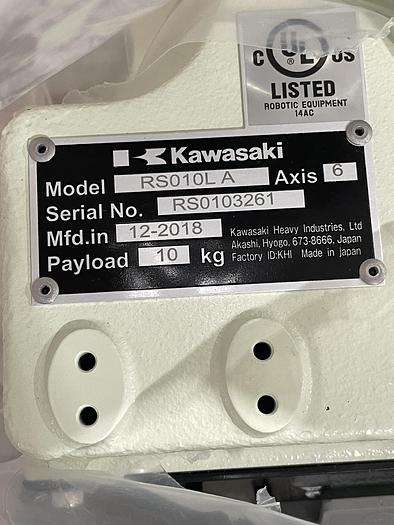 C UL US
LISTED
ROBOTIC EQUIPMENT
14AC
Kawasaki
Model RS010L A Axis 6
Serial No. RS0103261
Mfd.in 12-2018 Kawasaki Heavy Industries, Ltd
Akashi, Hyogo, 673-8666, Japan
Payload 10 kg Factory ID:KHI Made in japan